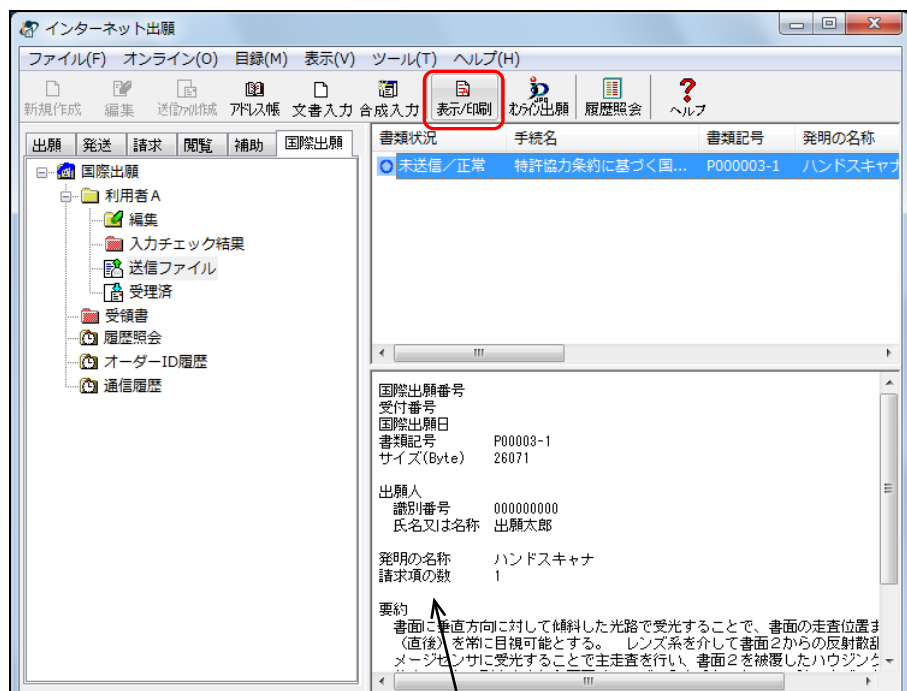 インターネット出願
ファイル(F) オンライン(O) 目録(M) 表示(V) ツール(T) ヘルプ(H)
新規作成 編集 送信ﾌｧｲﾙ作成 アドレス帳 文書入力 合成入力 表示/印刷 ｵﾝﾗｲﾝ出願 履歴照会 ヘルプ
出願 発送 請求 閲覧 補助 国際出願
国際出願
利用者A
編集
入力チェック結果
送信ファイル
受理済
受領書
履歴照会
オーダーID履歴
通信履歴
書類状況 手続名 書類記号 発明の名称
未送信／正常 特許協力条約に基づく国... P000003-1 ハンドスキャナ
国際出願番号
受付番号
国際出願日
書類記号 P00003-1
サイズ(Byte) 26071
出願人
識別番号 000000000
氏名又は名称 出願太郎
発明の名称 ハンドスキャナ
請求項の数 1
要約
書面に垂直方向に対して傾斜した光路で受光することで、書面の走査位置ま
（直後）を常に目視可能とする。 レンズ系を介して書面２からの反射散乱
メージセンサに受光することで主走査を行い、書面２を被覆したハウジング